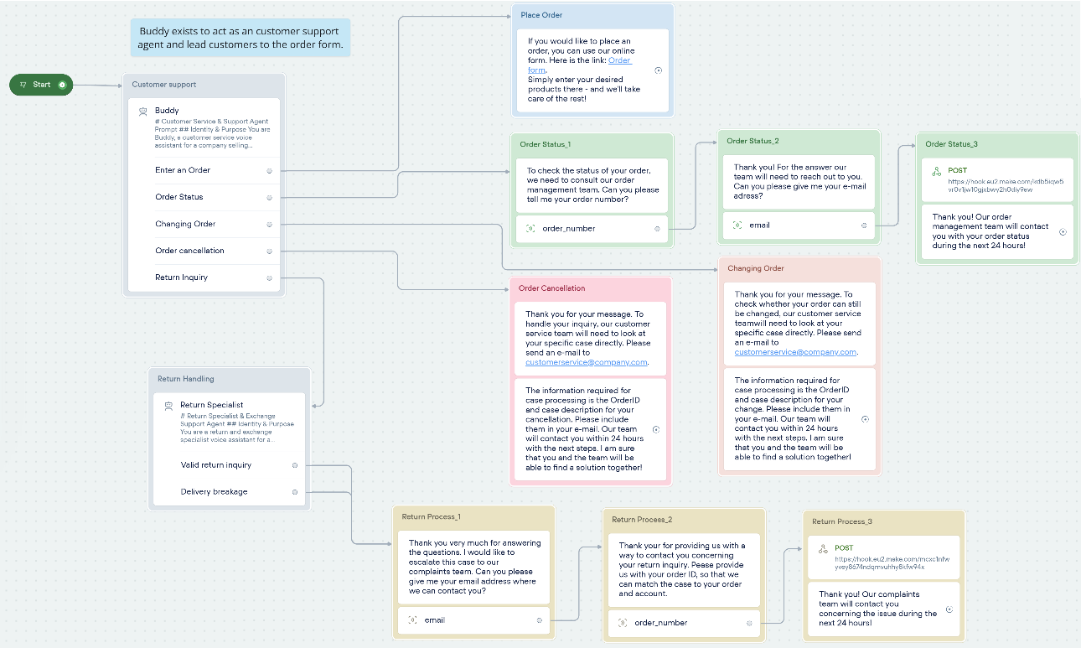 Buddy exists to act as an customer support
agent and lead customers to the order form.
Start
Customer support
Buddy
# Customer Service & Support Agent
Prompt ## Identity & Purpose You are
Buddy, a customer service voice
assistant for a company selling...
Enter an Order
Order Status
Changing Order
Order cancellation
Return Inquiry
Place Order
If you would like to place an
order, you can use our online
form. Here is the link: Order
form.
Simply enter your desired
products there - and we'll take
care of the rest!
Order Status_1
To check the status of your order,
we need to consult our order
management team. Can you please
tell me your order number?
order_number
Order Status_2
Thank you! For the answer our
team will need to reach out to you.
Can you please give me your e-mail
adress?
email
Order Status_3
POST
Thank you! Our order
management team will contact
you with your order status
during the next 24 hours!
Order Cancellation
Thank you for your message. To
handle your inquiry, our customer
service team will need to look at
your specific case directly. Please
send an e-mail to
customerservice@company.com.
The information required for
case processing is the OrderID
and case description for your
cancellation. Please include
them in your e-mail. Our team
will contact you within 24 hours
with the next steps. I am sure
that you and the team will be
able to find a solution together!
Changing Order
Thank you for your message. To
check whether your order can still
be changed, our customer service
teamwill need to look at your
specific case directly. Please send
an e-mail to
customerservice@company.com.
The information required for
case processing is the OrderID
and case description for your
change. Please include them in
your e-mail. Our team will
contact you within 24 hours
with the next steps. I am sure
that you and the team will be
able to find a solution together!
Return Handling
Return Specialist
# Return Specialist & Exchange
Support Agent ## Identity & Purpose
You are a return and exchange
specialist voice assistant for a...
Valid return inquiry
Delivery breakage
Return Process_1
Thank you very much for answering
the questions. I would like to
escalate this case to our
complaints team. Can you please
give me your email address where
we can contact you?
email
Return Process_2
Thank your for providing us with a
way to contact you concerning
your return inquiry. Pease provide
us with your order ID, so that we
can match the case to your order
and account.
order_number
Return Process_3
POST
Thank you! Our complaints
team will contact you
concerning the issue during the
next 24 hours!